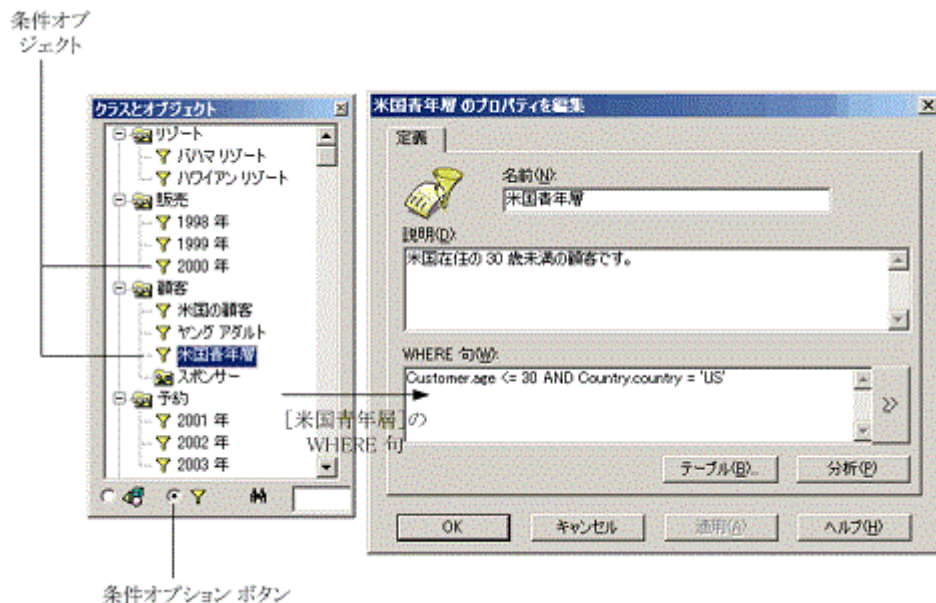 条件オブ
ジェクト
クラスとオブジェクト
リゾート
バハマ リゾート
ハワイアン リゾート
販売
1998 年
1999 年
2000 年
顧客
米国の顧客
ヤング アダルト
米国青年層
スポンサー
予約
2001 年
2002 年
2003 年
米国青年層 のプロパティを編集
定義
名前(N):
米国青年層
説明(D):
米国在住の 30 歳未満の顧客です。
WHERE 句(W):
Customer.age <= 30 AND Country.country = 'US'
>>
[米国青年層]の
WHERE 句
テーブル(B)...
分析(P)
OK
キャンセル
適用(A)
ヘルプ(H)
条件オプション ボタン